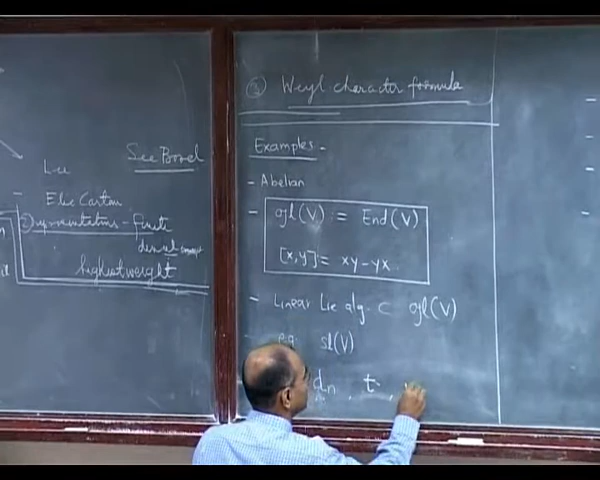 Lie
See Borel
Elie Cartan
② Representations - finite
highest weight
③ Weyl character formula
Examples -
- Abelian
- gl(V) = End(V)
[x,y] = xy-yx
- Linear Lie alg. ⊂ gl(V)
e.g. sl(V)
dn, t,